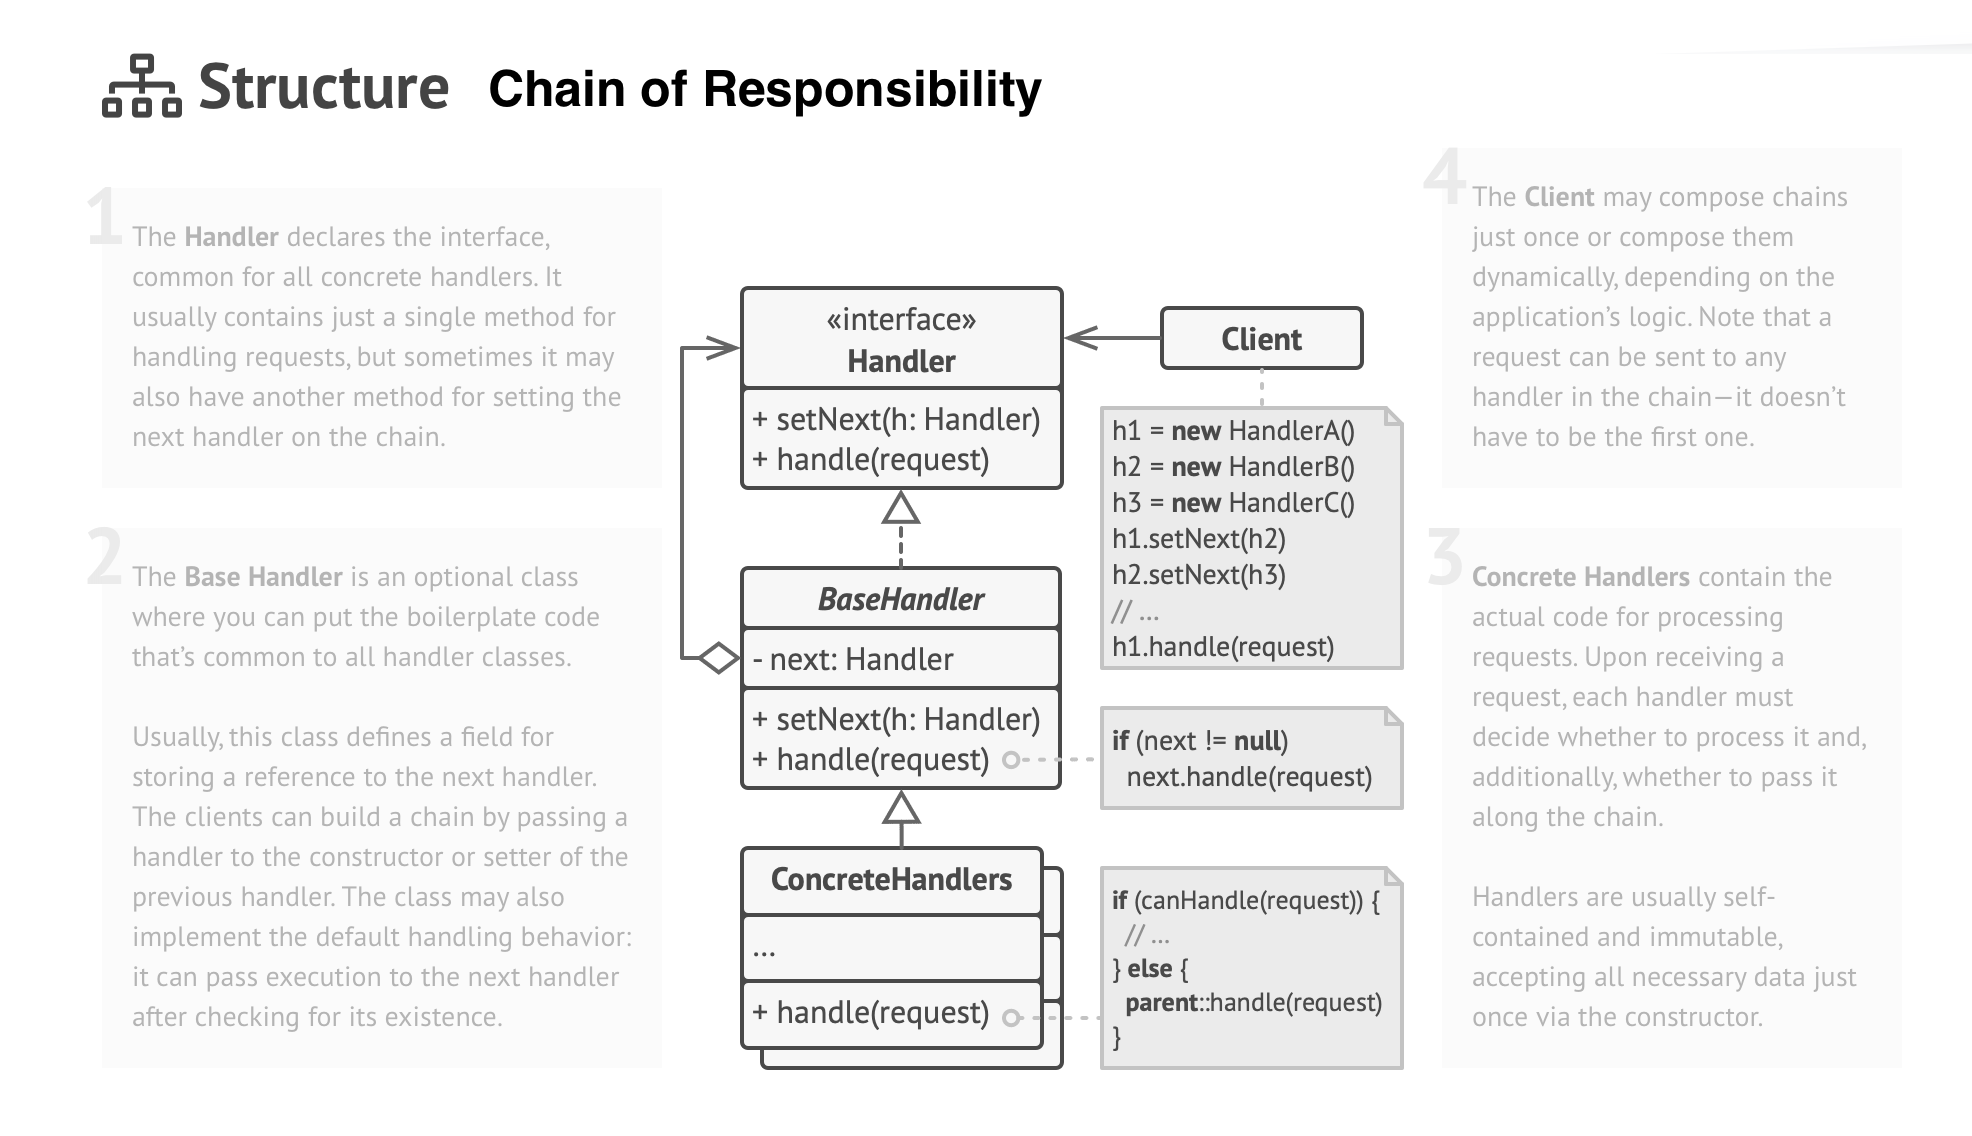 Structure Chain of Responsibility
1
The Handler declares the interface,
common for all concrete handlers. It
usually contains just a single method for
handling requests, but sometimes it may
also have another method for setting the
next handler on the chain.
2
The Base Handler is an optional class
where you can put the boilerplate code
that’s common to all handler classes.
Usually, this class defines a field for
storing a reference to the next handler.
The clients can build a chain by passing a
handler to the constructor or setter of the
previous handler. The class may also
implement the default handling behavior:
it can pass execution to the next handler
after checking for its existence.
«interface»
Handler
+ setNext(h: Handler)
+ handle(request)
BaseHandler
- next: Handler
+ setNext(h: Handler)
+ handle(request)
ConcreteHandlers
...
+ handle(request)
Client
h1 = new HandlerA()
h2 = new HandlerB()
h3 = new HandlerC()
h1.setNext(h2)
h2.setNext(h3)
// ...
h1.handle(request)
if (next != null)
next.handle(request)
if (canHandle(request)) {
// ...
} else {
parent::handle(request)
}
4
The Client may compose chains
just once or compose them
dynamically, depending on the
application’s logic. Note that a
request can be sent to any
handler in the chain—it doesn’t
have to be the first one.
3
Concrete Handlers contain the
actual code for processing
requests. Upon receiving a
request, each handler must
decide whether to process it and,
additionally, whether to pass it
along the chain.
Handlers are usually self-
contained and immutable,
accepting all necessary data just
once via the constructor.